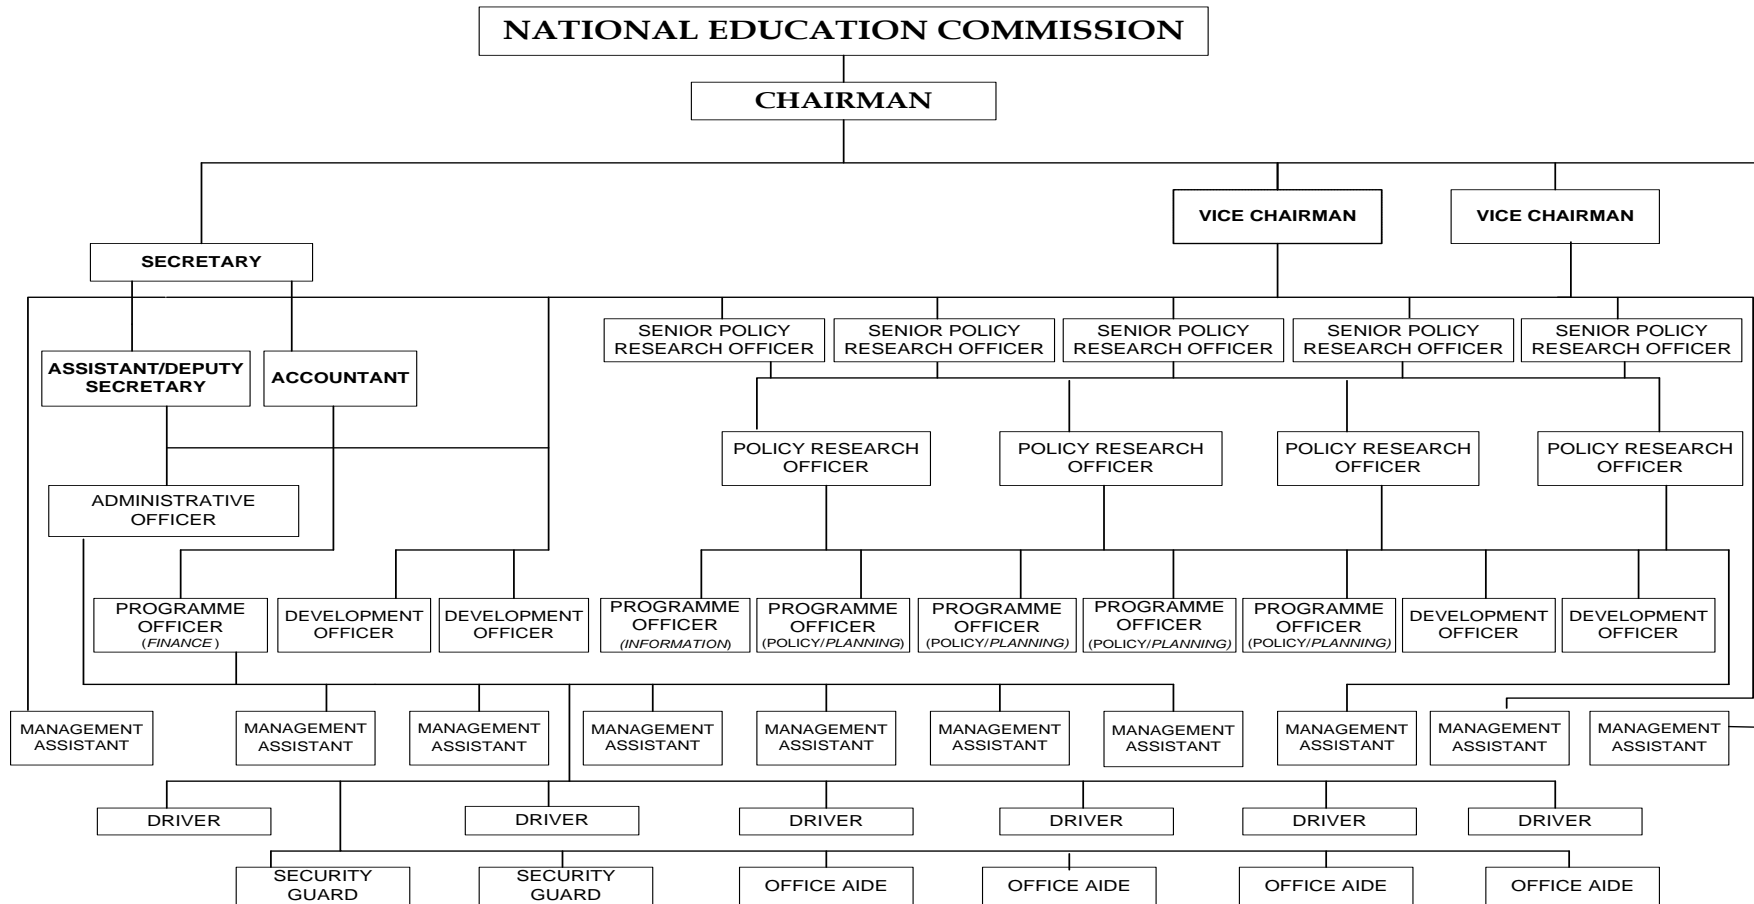 NATIONAL EDUCATION COMMISSION
CHAIRMAN
VICE CHAIRMAN
VICE CHAIRMAN
SECRETARY
SENIOR POLICY
RESEARCH OFFICER
SENIOR POLICY
RESEARCH OFFICER
SENIOR POLICY
RESEARCH OFFICER
SENIOR POLICY
RESEARCH OFFICER
SENIOR POLICY
RESEARCH OFFICER
ASSISTANT/DEPUTY
SECRETARY
ACCOUNTANT
POLICY RESEARCH
OFFICER
POLICY RESEARCH
OFFICER
POLICY RESEARCH
OFFICER
POLICY RESEARCH
OFFICER
ADMINISTRATIVE
OFFICER
PROGRAMME
OFFICER
(FINANCE)
DEVELOPMENT
OFFICER
DEVELOPMENT
OFFICER
PROGRAMME
OFFICER
(INFORMATION)
PROGRAMME
OFFICER
(POLICY/PLANNING)
PROGRAMME
OFFICER
(POLICY/PLANNING)
PROGRAMME
OFFICER
(POLICY/PLANNING)
PROGRAMME
OFFICER
(POLICY/PLANNING)
DEVELOPMENT
OFFICER
DEVELOPMENT
OFFICER
MANAGEMENT
ASSISTANT
MANAGEMENT
ASSISTANT
MANAGEMENT
ASSISTANT
MANAGEMENT
ASSISTANT
MANAGEMENT
ASSISTANT
MANAGEMENT
ASSISTANT
MANAGEMENT
ASSISTANT
MANAGEMENT
ASSISTANT
MANAGEMENT
ASSISTANT
MANAGEMENT
ASSISTANT
DRIVER
DRIVER
DRIVER
DRIVER
DRIVER
DRIVER
SECURITY
GUARD
SECURITY
GUARD
OFFICE AIDE
OFFICE AIDE
OFFICE AIDE
OFFICE AIDE